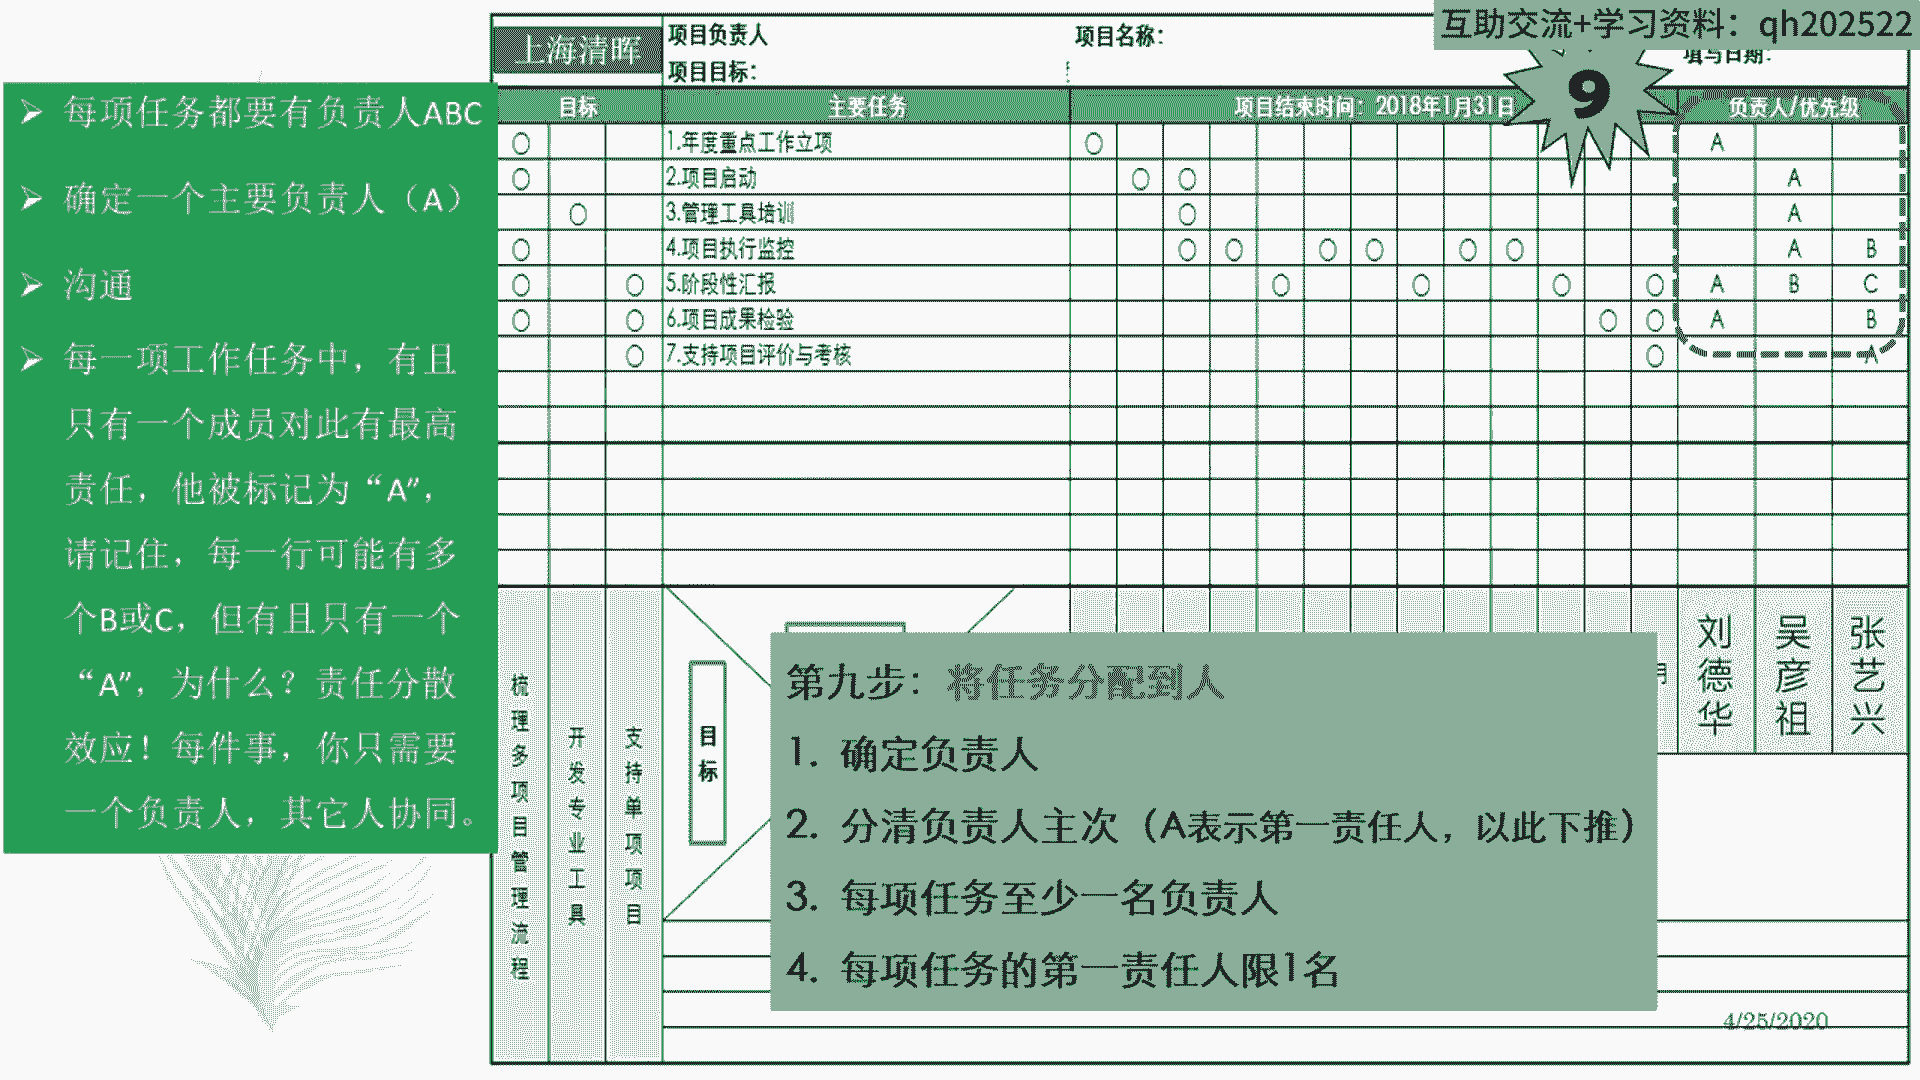 互助交流+学习资料：qh202522
上海清晖
项目负责人
项目名称：
项目目标：
填写日期：
9
目标
主要任务
项目结束时间：2018年1月31日
负责人/优先级
○ 1.年度重点工作立项 ○ A
○ 2.项目启动 ○ ○ A
○ 3.管理工具培训 ○ A
○ 4.项目执行监控 ○ ○ ○ ○ ○ ○ A B
○ ○ 5.阶段性汇报 ○ ○ ○ ○ A B C
○ ○ 6.项目成果检验 ○ ○ A B
○ 7.支持项目评价与考核 ○ A
➢ 每项任务都要有负责人ABC
➢ 确定一个主要负责人（A）
➢ 沟通
➢ 每一项工作任务中，有且
只有一个成员对此有最高
责任，他被标记为“A”，
请记住，每一行可能有多
个B或C，但有且只有一个
“A”，为什么？责任分散
效应！每件事，你只需要
一个负责人，其它人协同。
梳理多项目管理流程
开发专业工具
支持单项项目
目标
月
刘德华
吴彦祖
张艺兴
第九步：将任务分配到人
1. 确定负责人
2. 分清负责人主次（A表示第一责任人，以此下推）
3. 每项任务至少一名负责人
4. 每项任务的第一责任人限1名
4/25/2020